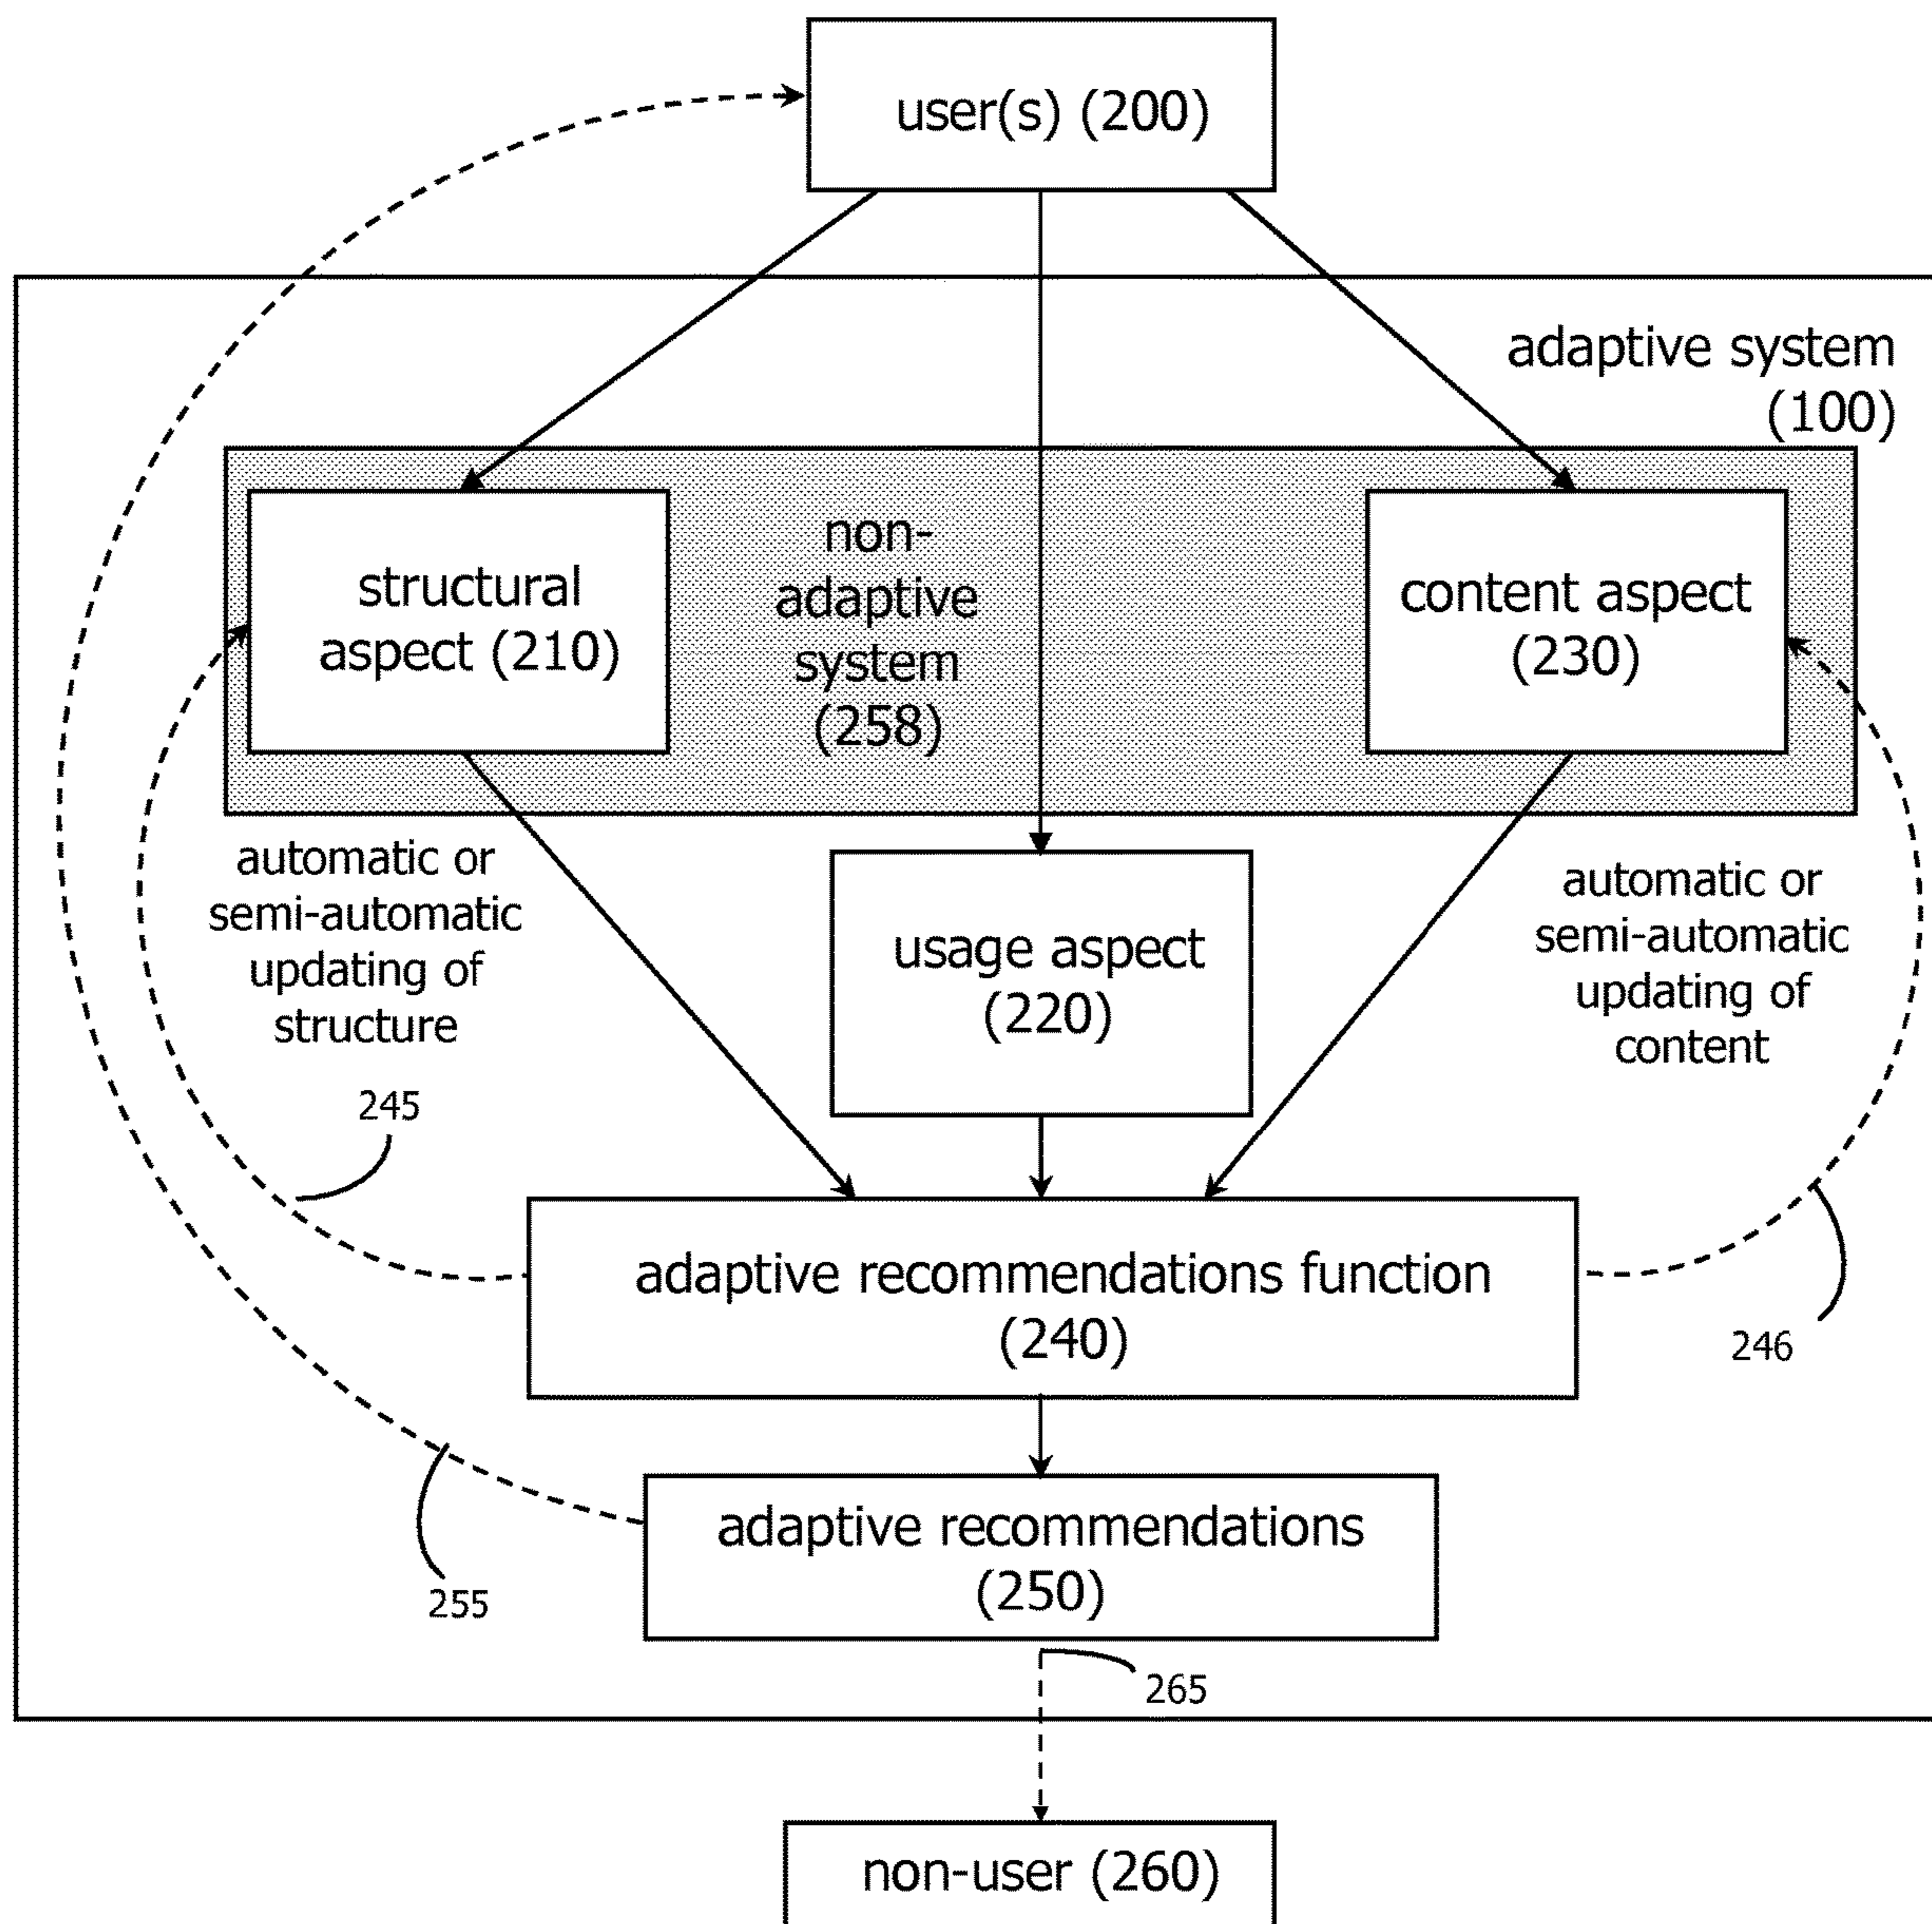 user(s) (200)
adaptive system
(100)
structural
aspect (210)
non-
adaptive
system
(258)
content aspect
(230)
automatic or
semi-automatic
updating of
structure
usage aspect
(220)
automatic or
semi-automatic
updating of
content
245
adaptive recommendations function
(240)
246
adaptive recommendations
(250)
255
265
non-user (260)